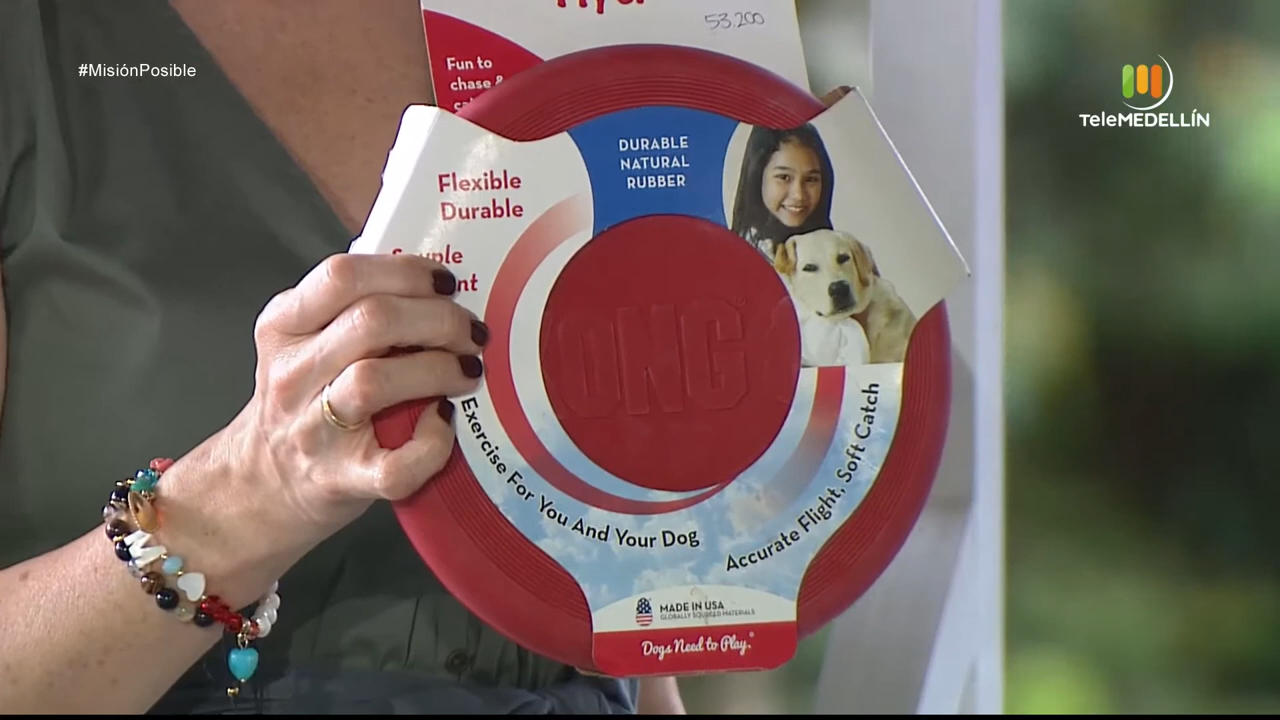 #MisiónPosible
TeleMEDELLÍN
Flyer
53.200
Fun to
chase &
DURABLE
NATURAL
RUBBER
Flexible
Durable
KONG
Exercise For You And Your Dog
Accurate Flight, Soft Catch
MADE IN USA
GLOBALLY SOURCED MATERIALS
Dogs Need to Play.®